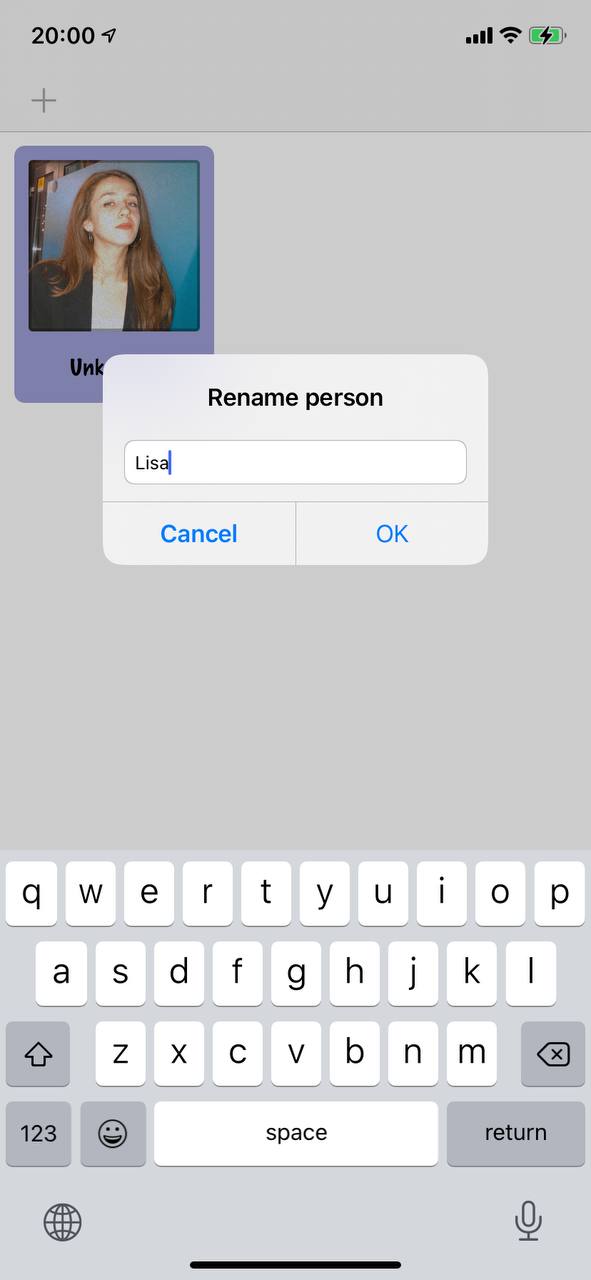 20:00
Unk
Rename person
Lisa
Cancel OK
q w e r t y u i o p
a s d f g h j k l
z x c v b n m
123 space return